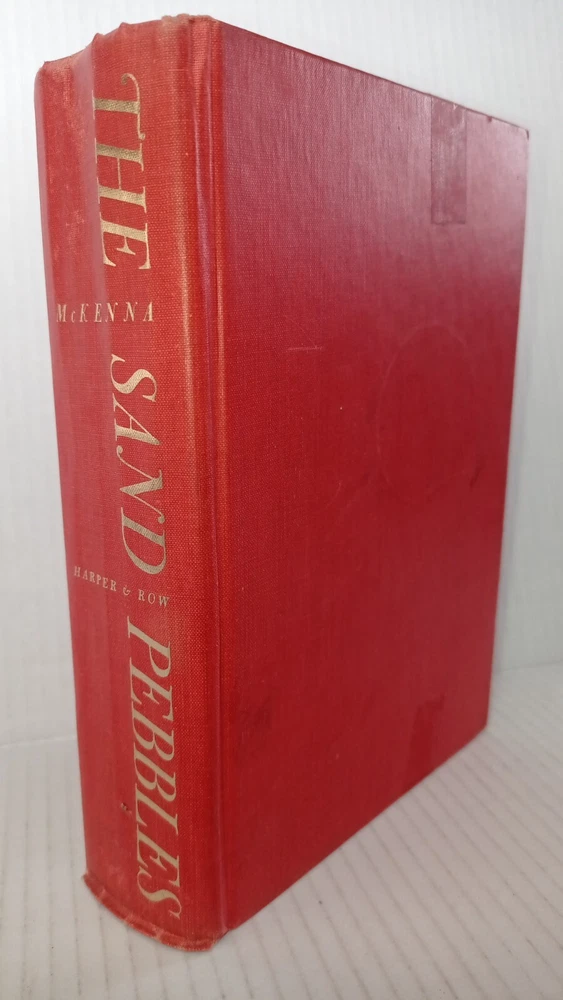 THE
McKENNA
SAND
HARPER & ROW
PEBBLES